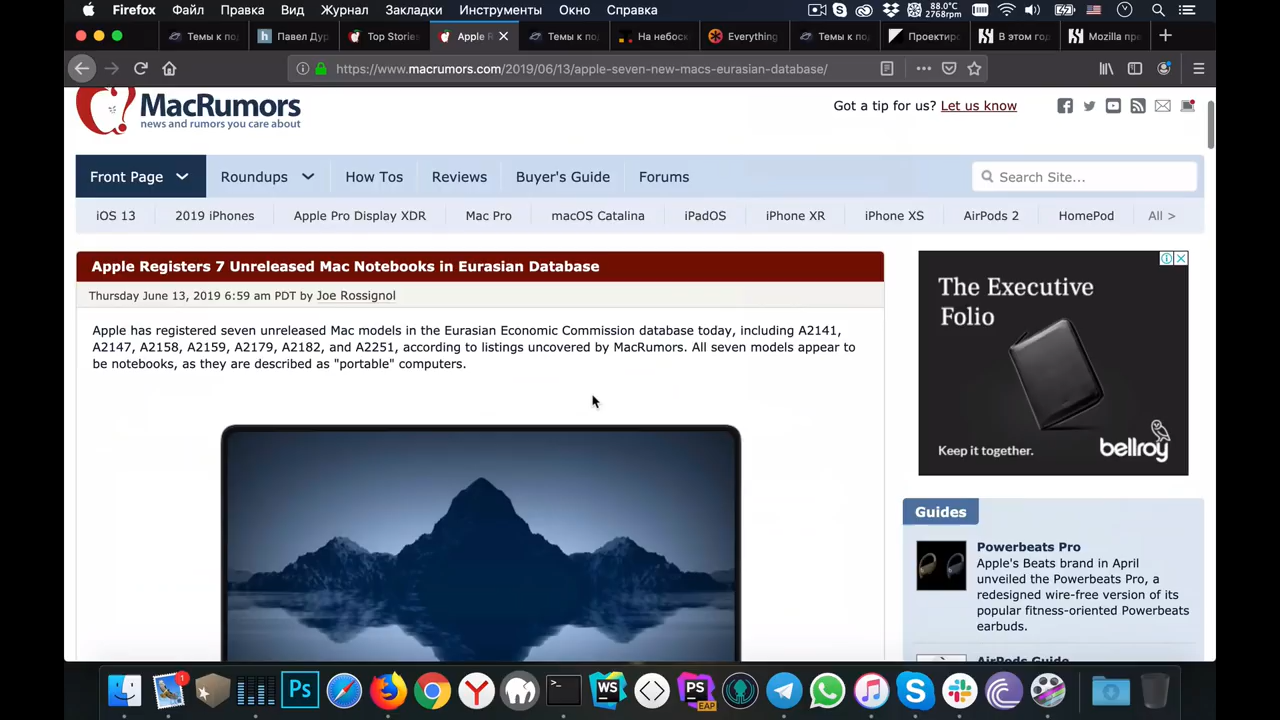 Firefox Файл Правка Вид Журнал Закладки Инструменты Окно Справка 88.0°C 2768rpm
Темы к по Павел Дур Top Stories Apple R Темы к по На небоск Everything Темы к по Проектир В этом год Mozilla пре
https://www.macrumors.com/2019/06/13/apple-seven-new-macs-eurasian-database/
MacRumors
news and rumors you care about
Got a tip for us? Let us know
Front Page Roundups How Tos Reviews Buyer's Guide Forums Search Site...
iOS 13 2019 iPhones Apple Pro Display XDR Mac Pro macOS Catalina iPadOS iPhone XR iPhone XS AirPods 2 HomePod All >
Apple Registers 7 Unreleased Mac Notebooks in Eurasian Database
Thursday June 13, 2019 6:59 am PDT by Joe Rossignol
Apple has registered seven unreleased Mac models in the Eurasian Economic Commission database today, including A2141,
A2147, A2158, A2159, A2179, A2182, and A2251, according to listings uncovered by MacRumors. All seven models appear to
be notebooks, as they are described as "portable" computers.
The Executive
Folio
Keep it together.
bellroy
Guides
Powerbeats Pro
Apple's Beats brand in April
unveiled the Powerbeats Pro, a
redesigned wire-free version of its
popular fitness-oriented Powerbeats
earbuds.
AirPods Guide
1
Ps
WS
PS
EAP